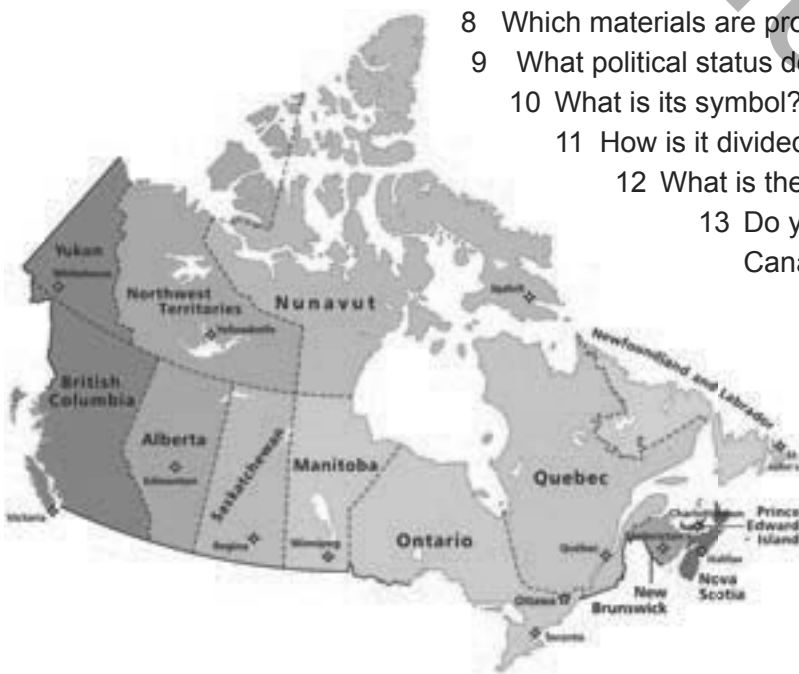 8 Which materials are pro
9 What political status d
10 What is its symbol?
11 How is it divided
12 What is the
13 Do y
Cana
Yukon
Whitehorse
Northwest
Territories
Yellowknife
Nunavut
Iqaluit
Newfoundland and Labrador
British
Columbia
Alberta
Edmonton
Saskatchewan
Manitoba
Quebec
Victoria
Regina
Winnipeg
Ontario
Québec
Charlottetown
Prince
Edward
Island
Halifax
Nova
Scotia
New
Brunswick
Ottawa
Toronto